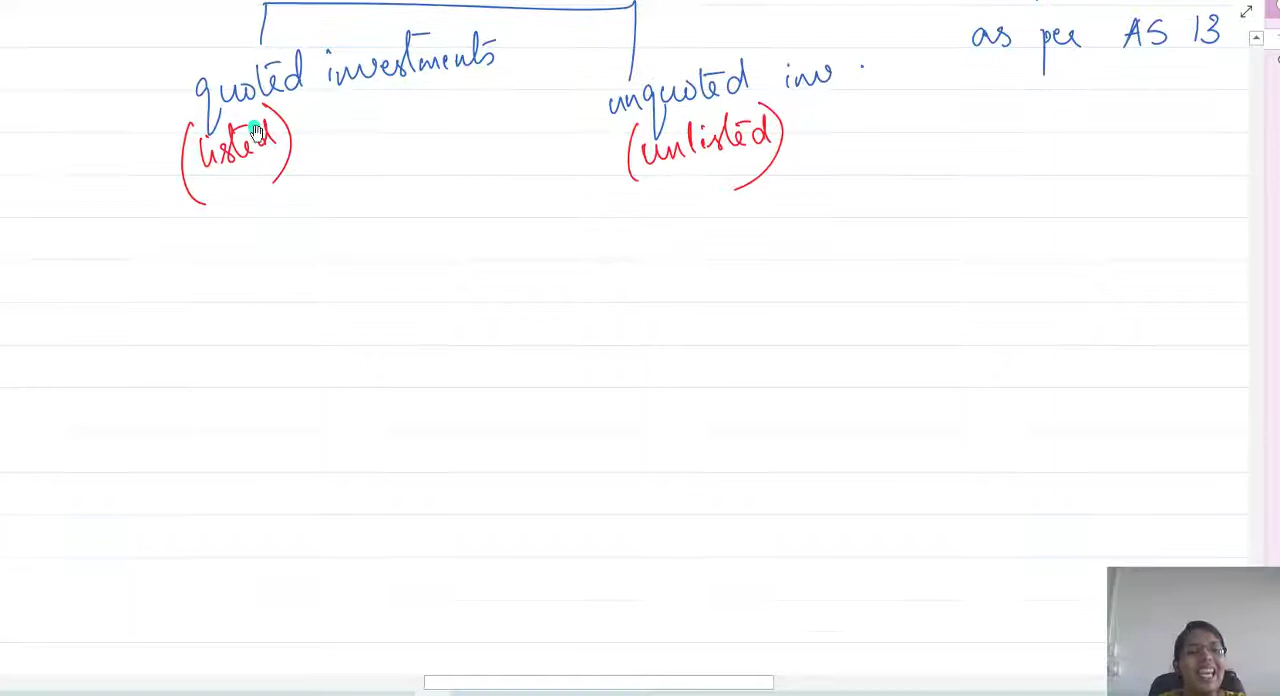 as per AS 13
quoted investments
unquoted inv.
(listed)
(unlisted)